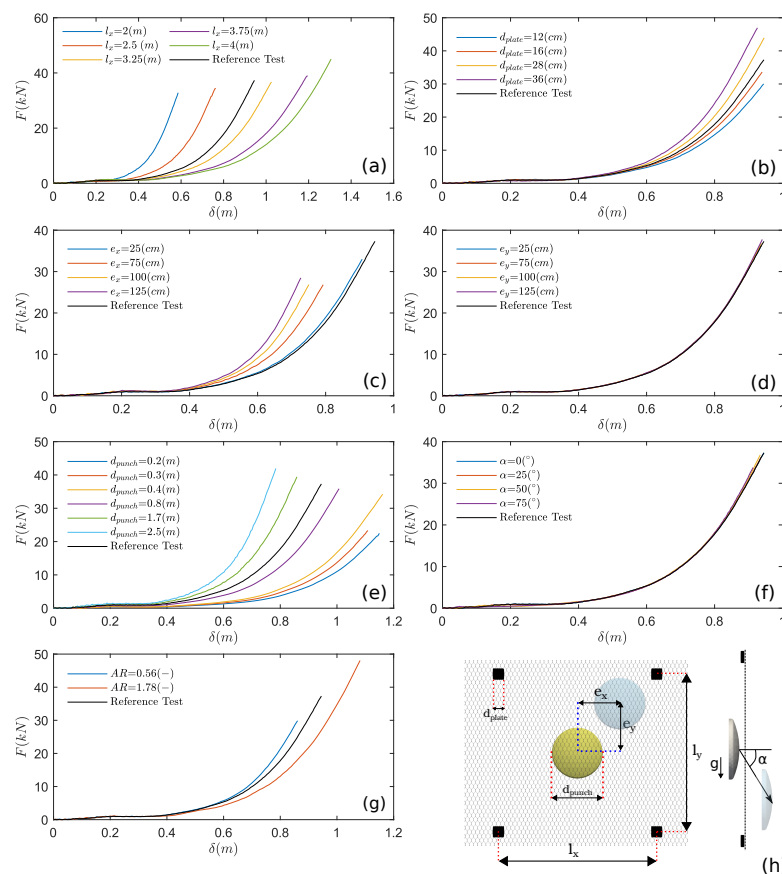 l_x=2(m)
l_x=2.5 (m)
l_x=3.25(m)
l_x=3.75(m)
l_x=4(m)
Reference Test
60
40
20
0
F(kN)
0 0.2 0.4 0.6 0.8 1 1.2 1.4 1.6
δ(m)
(a)
d_plate=12(cm)
d_plate=16(cm)
d_plate=28(cm)
d_plate=36(cm)
Reference Test
50
40
30
20
10
0
F(kN)
0 0.2 0.4 0.6 0.8 1
δ(m)
(b)
e_x=25(cm)
e_x=75(cm)
e_x=100(cm)
e_x=125(cm)
Reference Test
40
30
20
10
0
F(kN)
0 0.2 0.4 0.6 0.8 1
δ(m)
(c)
e_y=25(cm)
e_y=75(cm)
e_y=100(cm)
e_y=125(cm)
Reference Test
40
30
20
10
0
F(kN)
0 0.2 0.4 0.6 0.8 1
δ(m)
(d)
d_punch=0.2(m)
d_punch=0.3(m)
d_punch=0.4(m)
d_punch=0.8(m)
d_punch=1.7(m)
d_punch=2.5(m)
Reference Test
50
40
30
20
10
0
F(kN)
0 0.2 0.4 0.6 0.8 1 1.2
δ(m)
(e)
α=0(°)
α=25(°)
α=50(°)
α=75(°)
Reference Test
40
30
20
10
0
F(kN)
0 0.2 0.4 0.6 0.8 1
δ(m)
(f)
AR=0.56(−)
AR=1.78(−)
Reference Test
50
40
30
20
10
0
F(kN)
0 0.2 0.4 0.6 0.8 1 1.2
δ(m)
(g)
d_plate
e_x
e_y
d_punch
l_x
l_y
g
α
(h